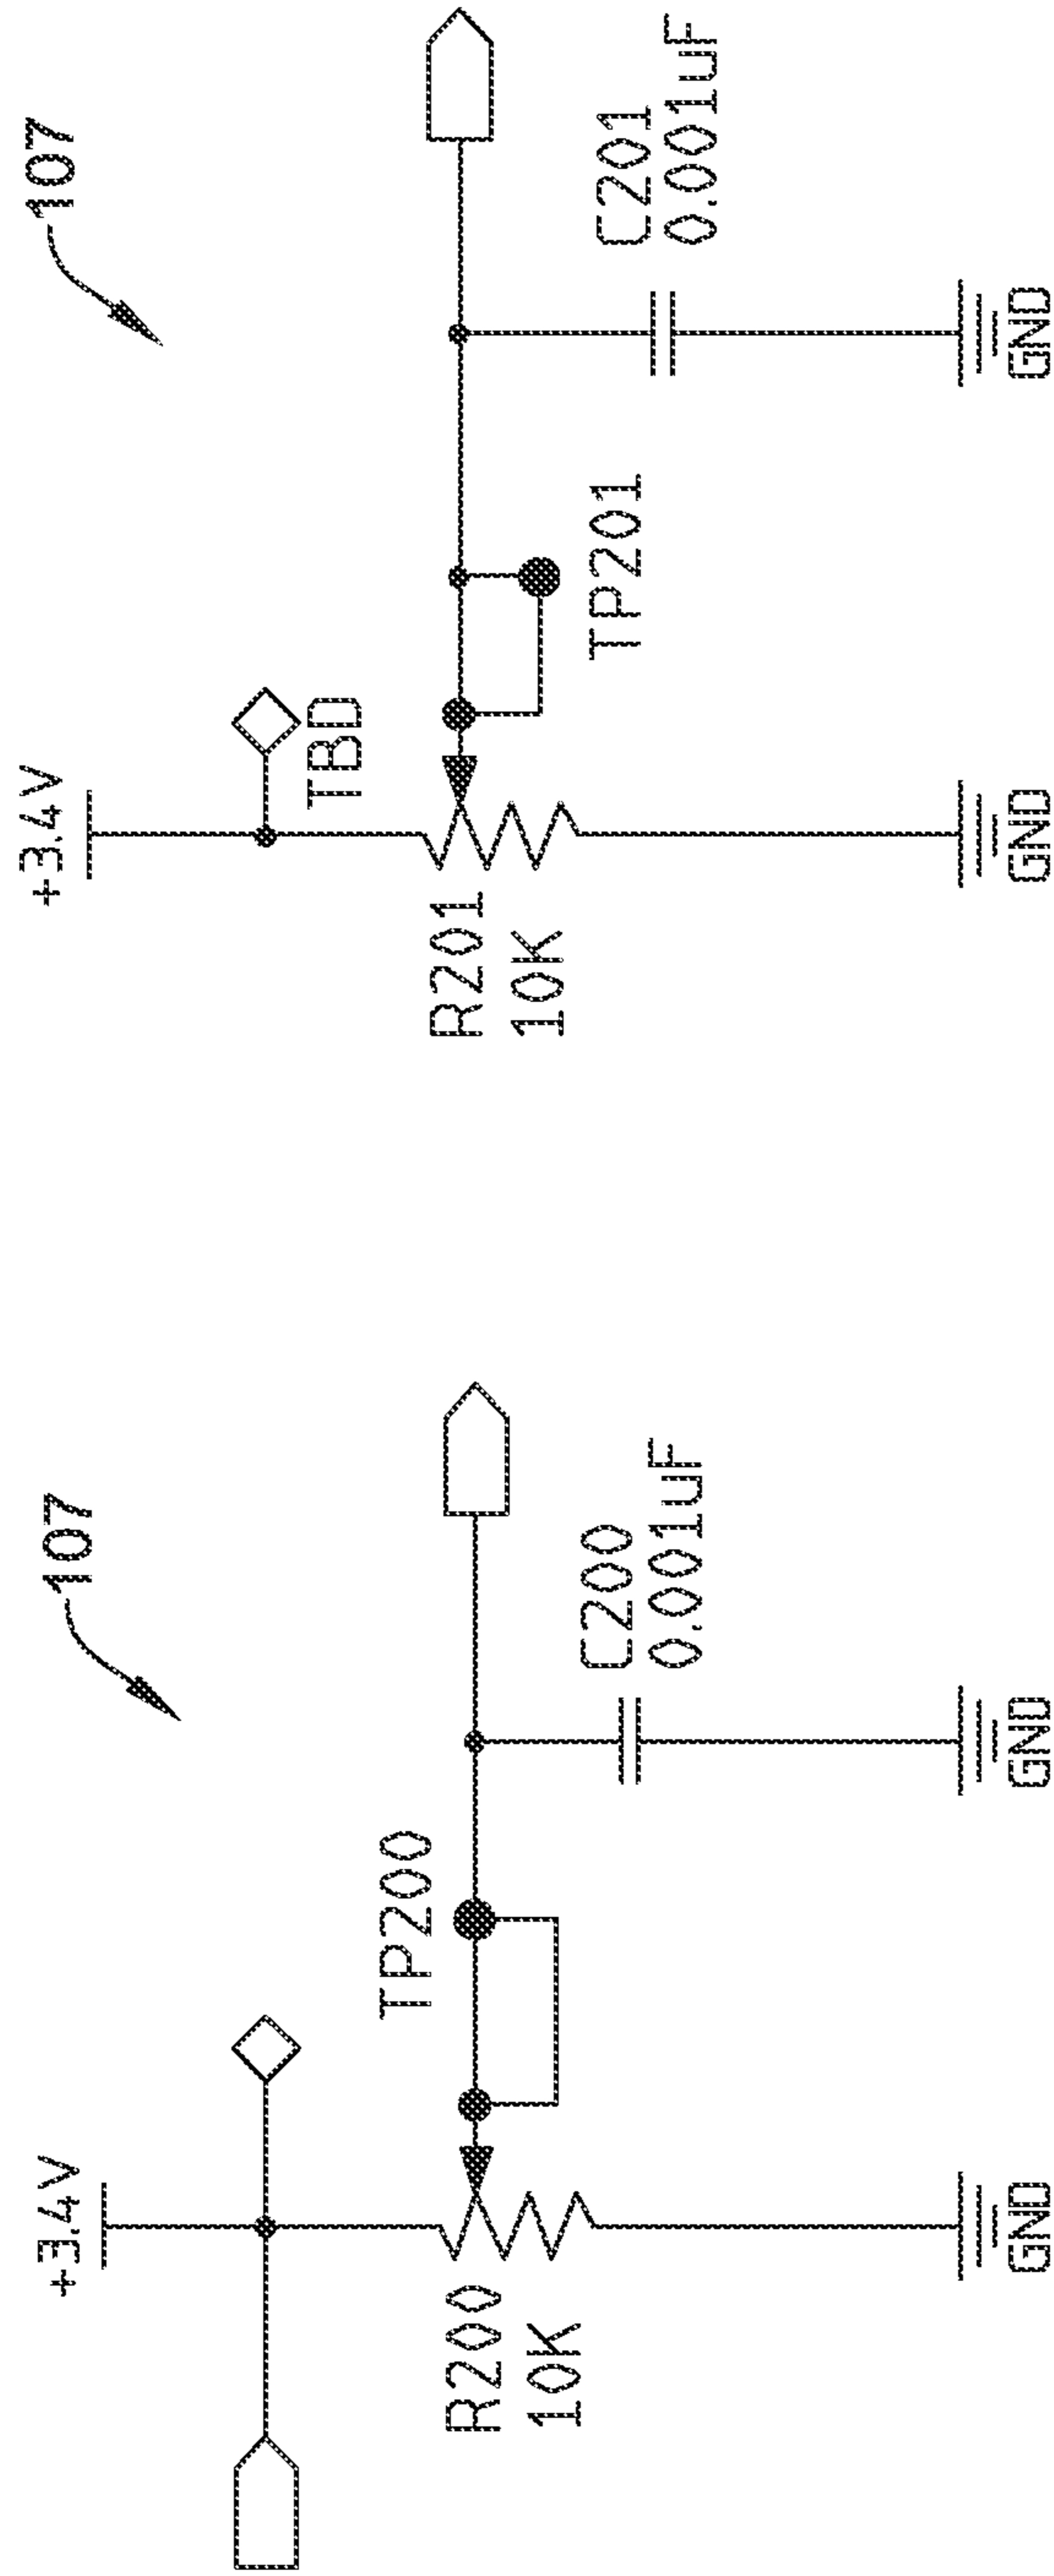 +3.4V
107
TP200
R200
10K
C200
0.001uF
GND
GND
+3.4V
107
TBD
R201
10K
TP201
C201
0.001uF
GND
GND